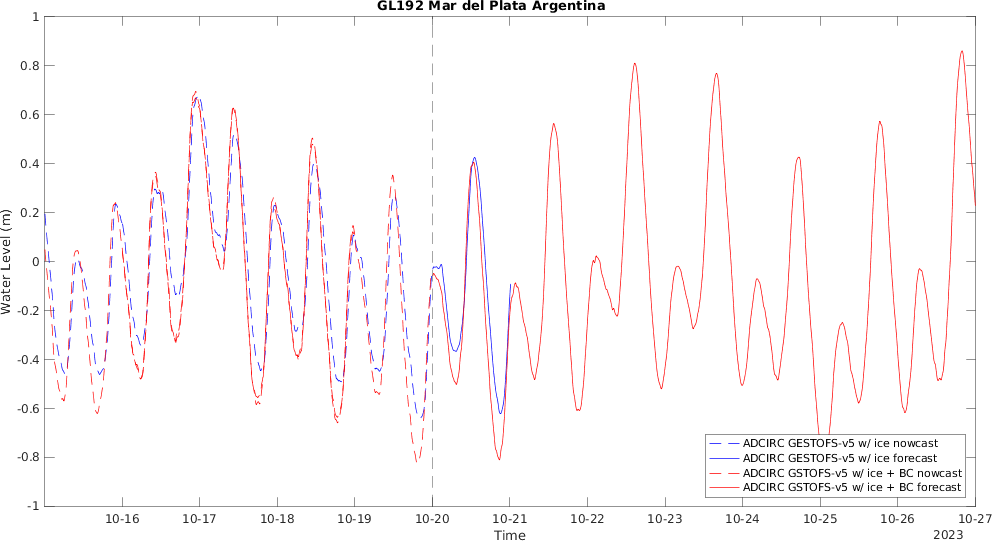 GL192 Mar del Plata Argentina
Water Level (m)
1
0.8
0.6
0.4
0.2
0
-0.2
-0.4
-0.6
-0.8
-1
ADCIRC GESTOFS-v5 w/ ice nowcast
ADCIRC GESTOFS-v5 w/ ice forecast
ADCIRC GSTOFS-v5 w/ ice + BC nowcast
ADCIRC GSTOFS-v5 w/ ice + BC forecast
10-16 10-17 10-18 10-19 10-20 10-21 10-22 10-23 10-24 10-25 10-26 10-27
Time
2023